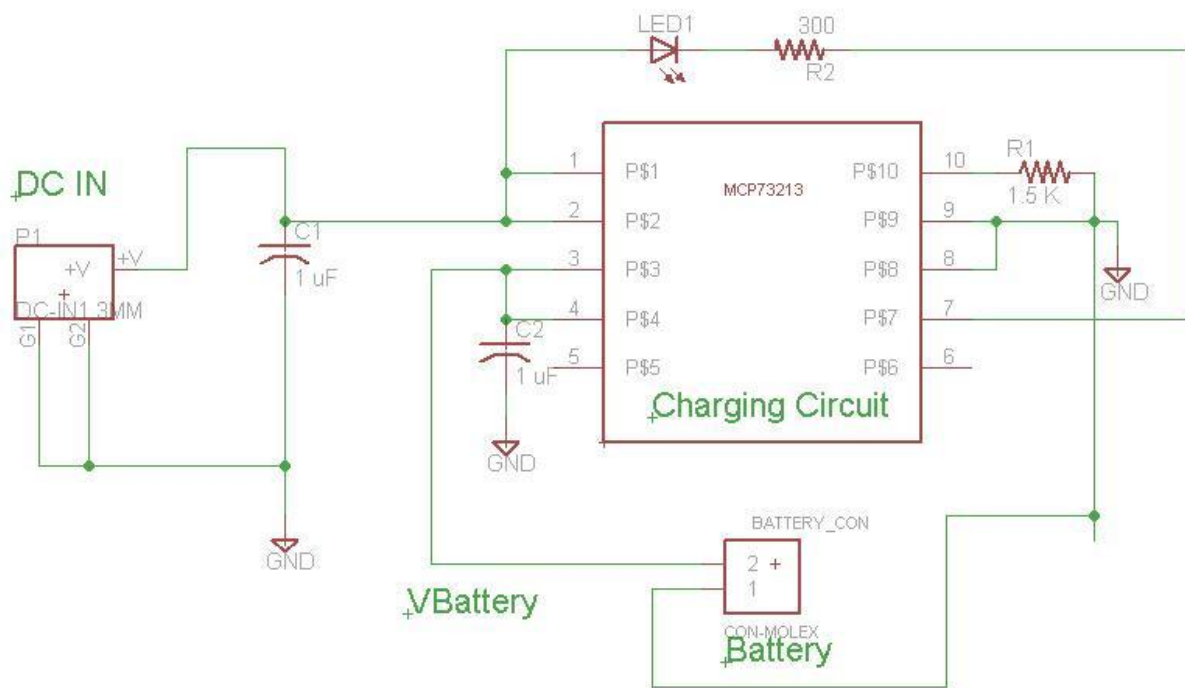 LED1
300
R2
DC IN
P1
+V
+V
DC-IN1.3MM
G1
G2
C1
1 uF
GND
1
P$1
2
P$2
3
P$3
4
P$4
5
P$5
MCP73213
P$10
10
P$9
9
P$8
8
P$7
7
P$6
6
R1
1.5 K
GND
C2
1 uF
GND
Charging Circuit
BATTERY_CON
2 +
1
VBattery
CON-MOLEX
Battery